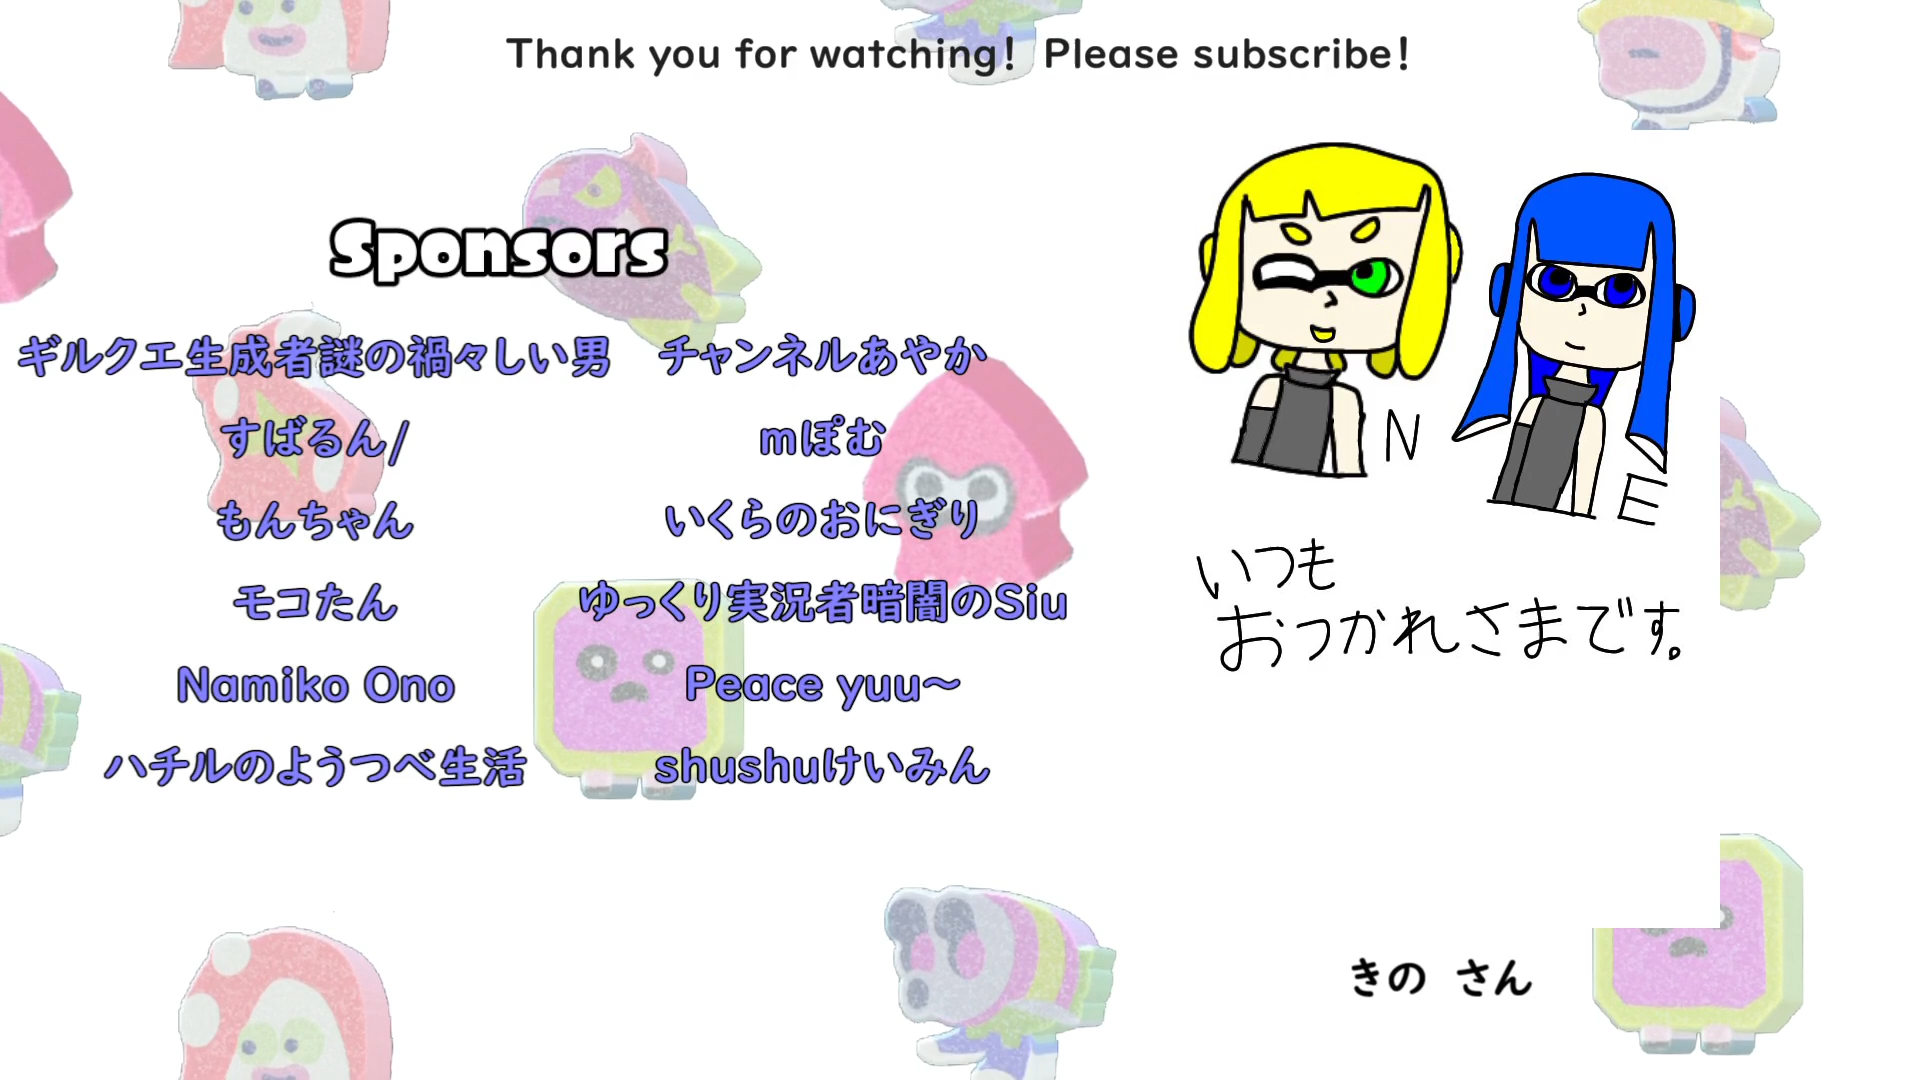 Thank you for watching! Please subscribe!
Sponsors
ギルクエ生成者謎の禍々しい男 チャンネルあやか
すばるん/ mぽむ
もんちゃん いくらのおにぎり
モコたん ゆっくり実況者暗闇のSiu
Namiko Ono Peace yuu～
ハチルのようつべ生活 shushuけいみん
N
E
いつも
おつかれさまです。
きの さん